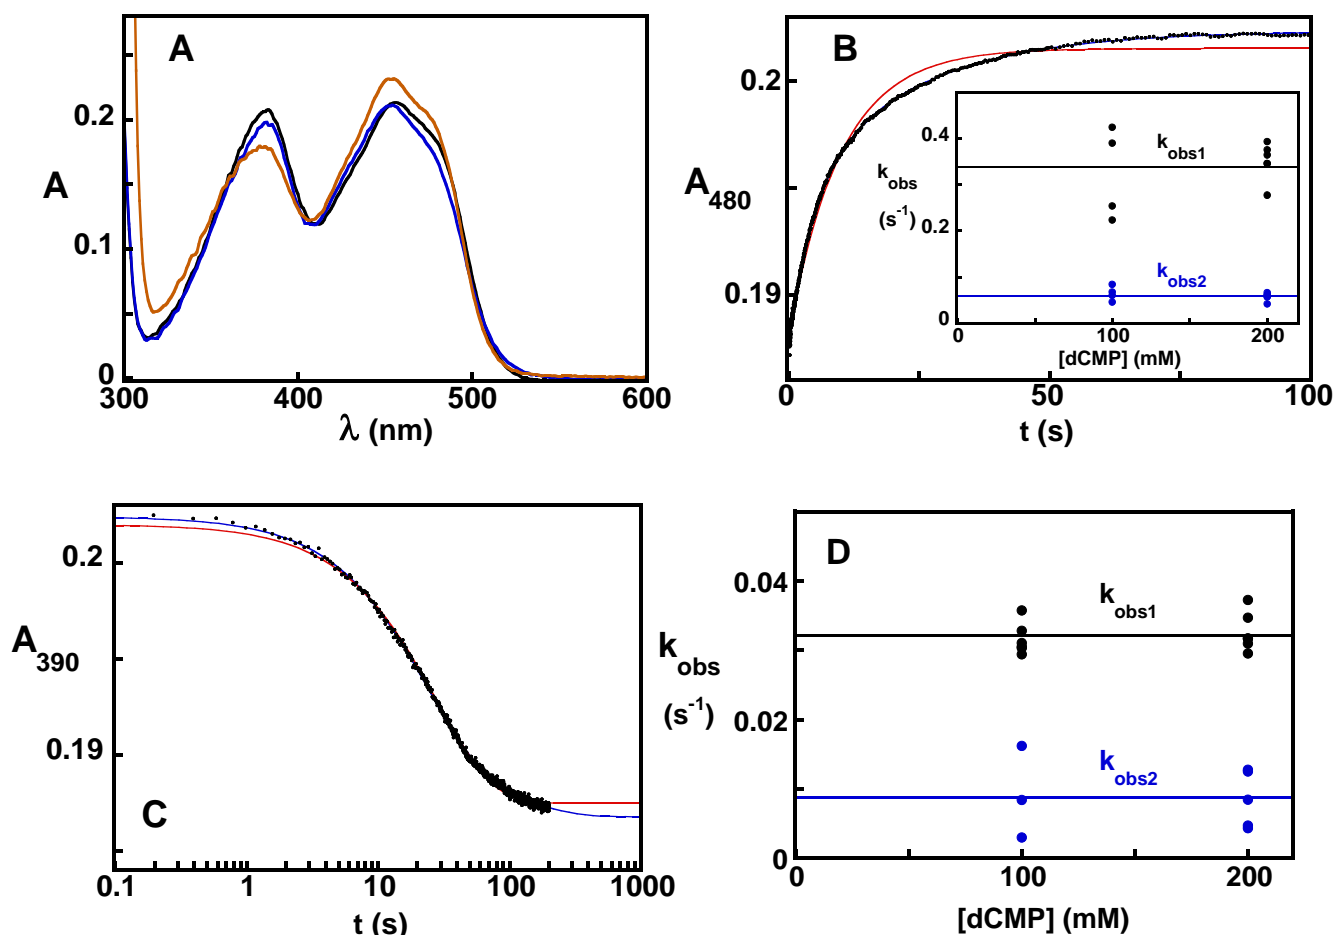 A
A
0.2
0.1
0
300
400
500
600
λ (nm)
B
A480
0.2
0.19
0
50
100
t (s)
kobs
(s-1)
0.4
0.2
0
kobs1
kobs2
0
100
200
[dCMP] (mM)
C
A390
0.2
0.19
0.1
1
10
100
1000
t (s)
D
kobs
(s-1)
0.04
0.02
0
kobs1
kobs2
0
100
200
[dCMP] (mM)